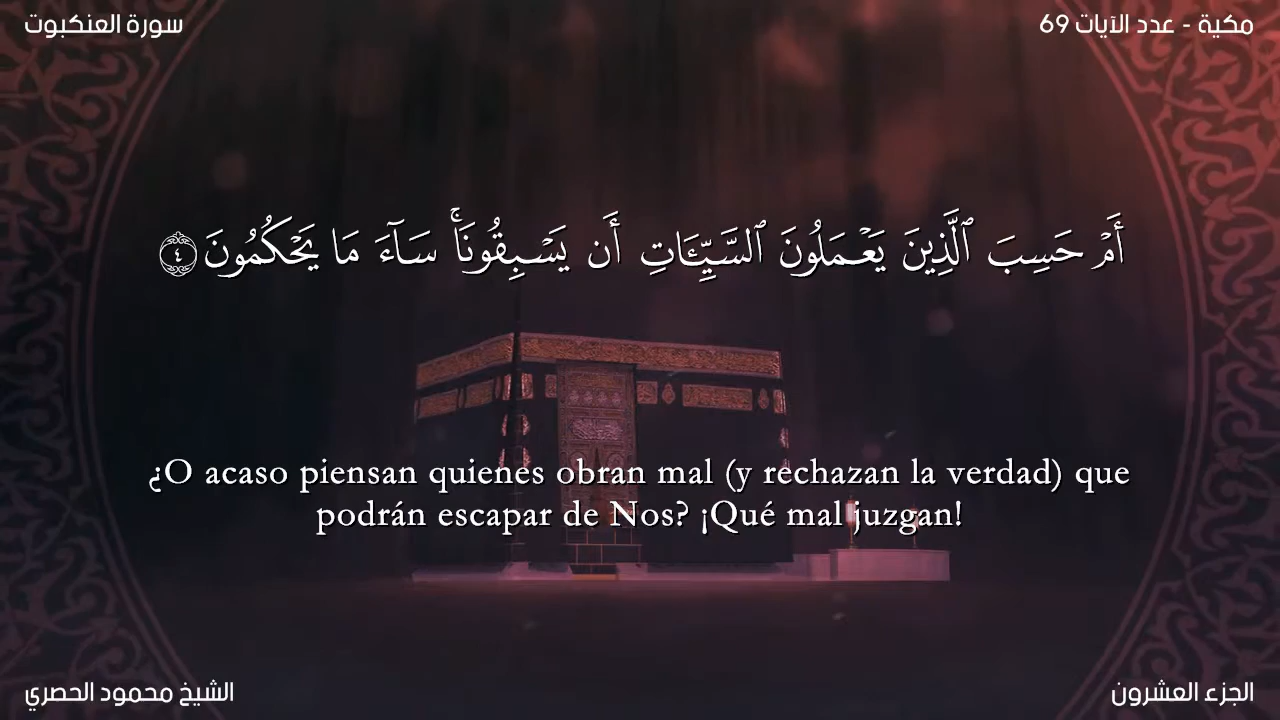 سورة العنكبوت
مكية - عدد الآيات 69
أَمْ حَسِبَ ٱلَّذِينَ يَعْمَلُونَ ٱلسَّيِّـَٔاتِ أَن يَسْبِقُونَا ۚ سَآءَ مَا يَحْكُمُونَ ٤
¿O acaso piensan quienes obran mal (y rechazan la verdad) que
podrán escapar de Nos? ¡Qué mal juzgan!
الشيخ محمود الحصري
الجزء العشرون